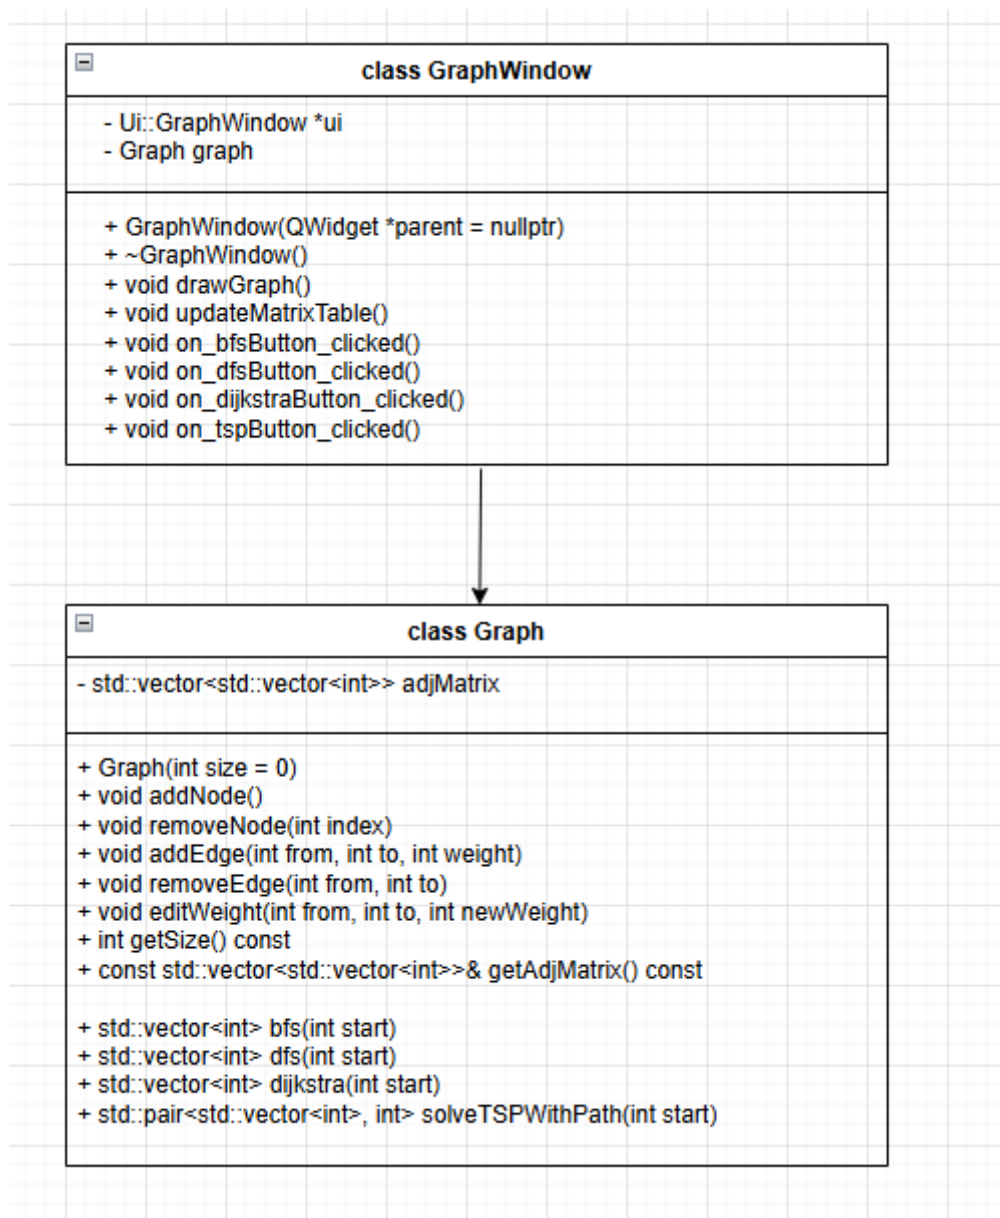 class GraphWindow
- Ui::GraphWindow *ui
- Graph graph
+ GraphWindow(QWidget *parent = nullptr)
+ ~GraphWindow()
+ void drawGraph()
+ void updateMatrixTable()
+ void on_bfsButton_clicked()
+ void on_dfsButton_clicked()
+ void on_dijkstraButton_clicked()
+ void on_tspButton_clicked()
class Graph
- std::vector<std::vector<int>> adjMatrix
+ Graph(int size = 0)
+ void addNode()
+ void removeNode(int index)
+ void addEdge(int from, int to, int weight)
+ void removeEdge(int from, int to)
+ void editWeight(int from, int to, int newWeight)
+ int getSize() const
+ const std::vector<std::vector<int>>& getAdjMatrix() const
+ std::vector<int> bfs(int start)
+ std::vector<int> dfs(int start)
+ std::vector<int> dijkstra(int start)
+ std::pair<std::vector<int>, int> solveTSPWithPath(int start)